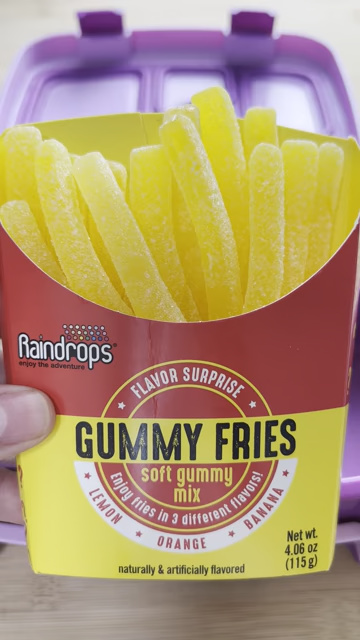 Raindrops®
enjoy the adventure
FLAVOR SURPRISE
GUMMY FRIES
soft gummy
mix
Enjoy fries in 3 different flavors!
LEMON ★ ORANGE ★ BANANA
Net wt.
4.06 oz
(115 g)
naturally & artificially flavored